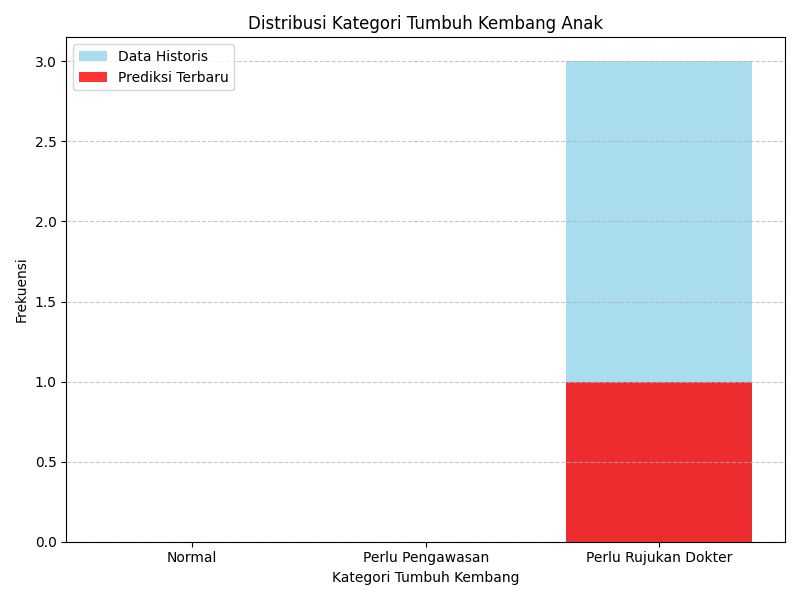 Distribusi Kategori Tumbuh Kembang Anak
Data Historis
Prediksi Terbaru
3.0
2.5
2.0
1.5
1.0
0.5
0.0
Frekuensi
Normal
Perlu Pengawasan
Perlu Rujukan Dokter
Kategori Tumbuh Kembang